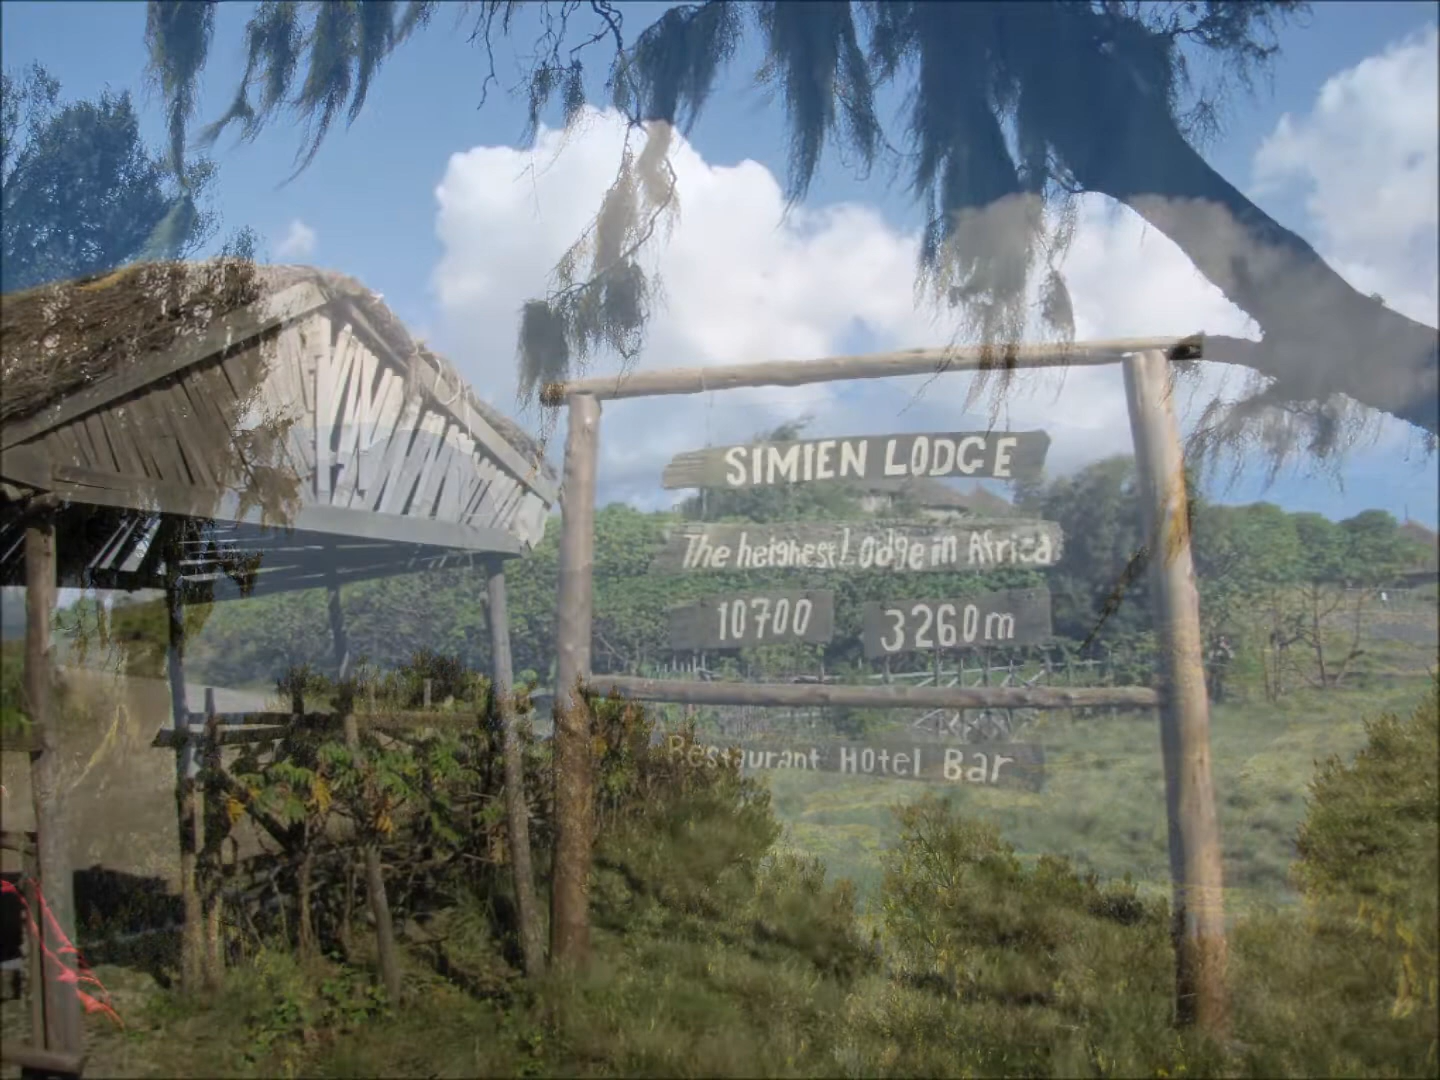 SIMIEN LODGE
The heighest Lodge in Africa
10700 3260m
Restaurant Hotel Bar